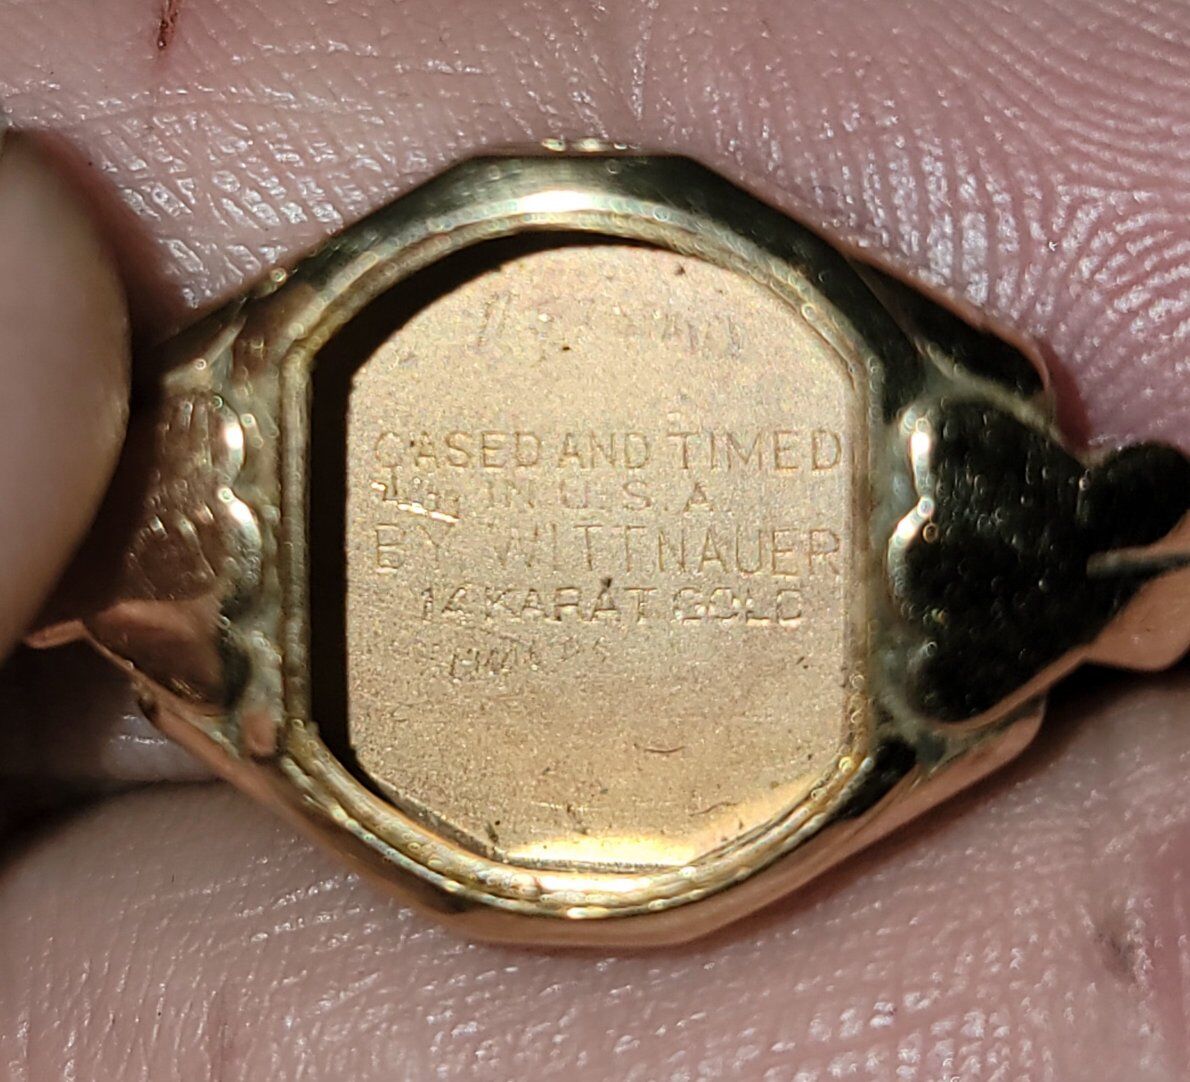 CASED AND TIMED
IN U.S.A.
BY WITTNAUER
14 KARAT GOLD